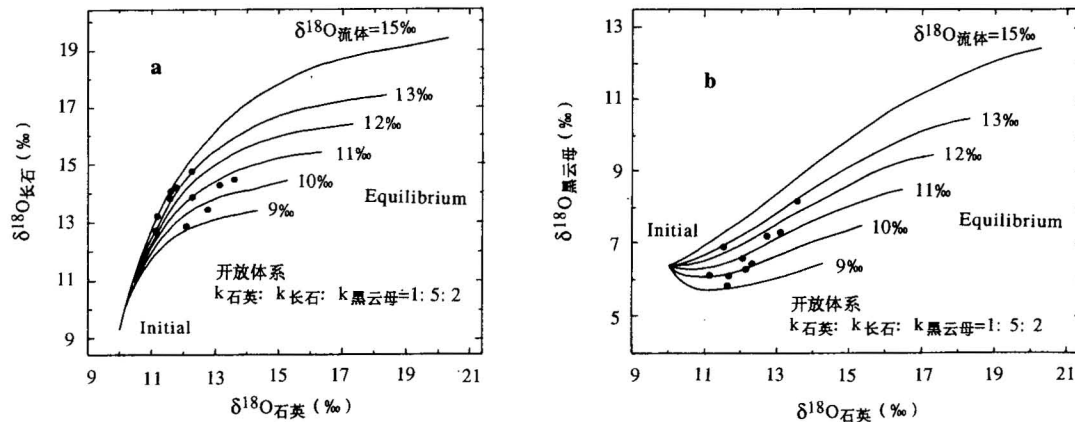 a
δ18O流体=15‰
13‰
12‰
11‰
10‰
9‰
Equilibrium
开放体系
k石英: k长石: k黑云母=1: 5: 2
Initial
19
17
15
13
11
9
δ18O长石 (‰)
9 11 13 15 17 19 21
δ18O石英 (‰)
b
δ18O流体=15‰
13‰
12‰
11‰
10‰
9‰
Initial
Equilibrium
开放体系
k石英: k长石: k黑云母=1: 5: 2
13
11
9
7
5
δ18O黑云母 (‰)
9 11 13 15 17 19 21
δ18O石英 (‰)